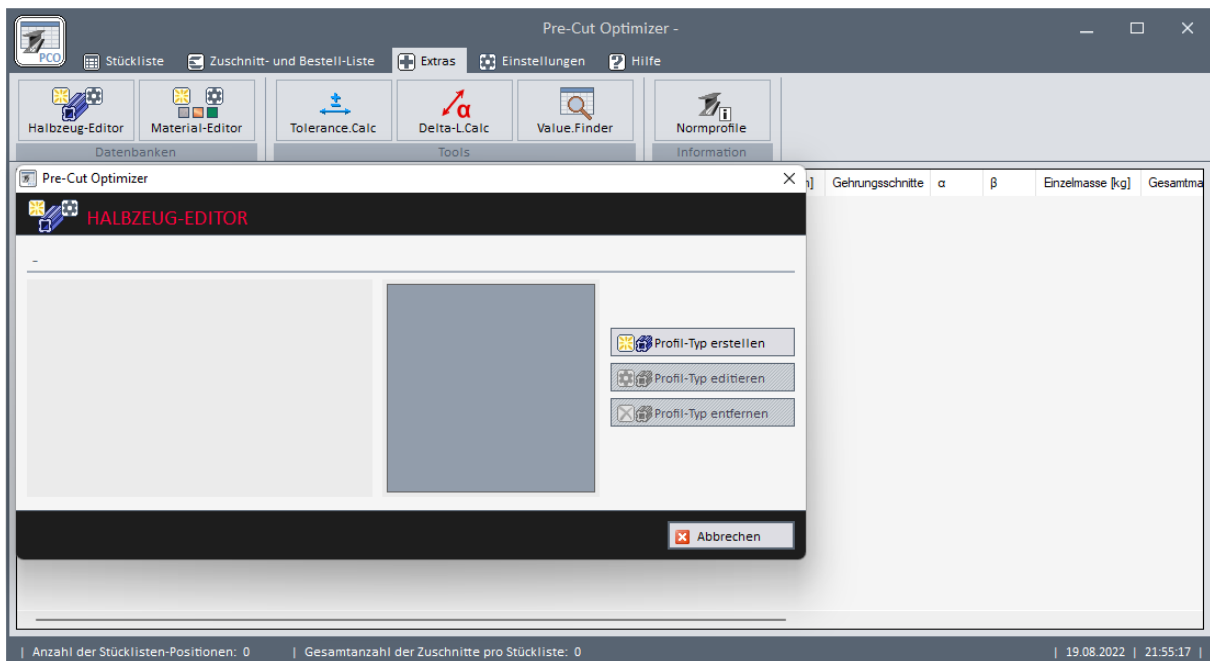 Pre-Cut Optimizer -
PCO
Stückliste Zuschnitt- und Bestell-Liste Extras Einstellungen Hilfe
Halbzeug-Editor Material-Editor Tolerance.Calc Delta-L.Calc Value.Finder Normprofile
Datenbanken Tools Information
Pre-Cut Optimizer
] Gehrungsschnitte α β Einzelmasse [kg] Gesamtma
HALBZEUG-EDITOR
-
Profil-Typ erstellen
Profil-Typ editieren
Profil-Typ entfernen
Abbrechen
| Anzahl der Stücklisten-Positionen: 0 | Gesamtanzahl der Zuschnitte pro Stückliste: 0 | 19.08.2022 | 21:55:17 |